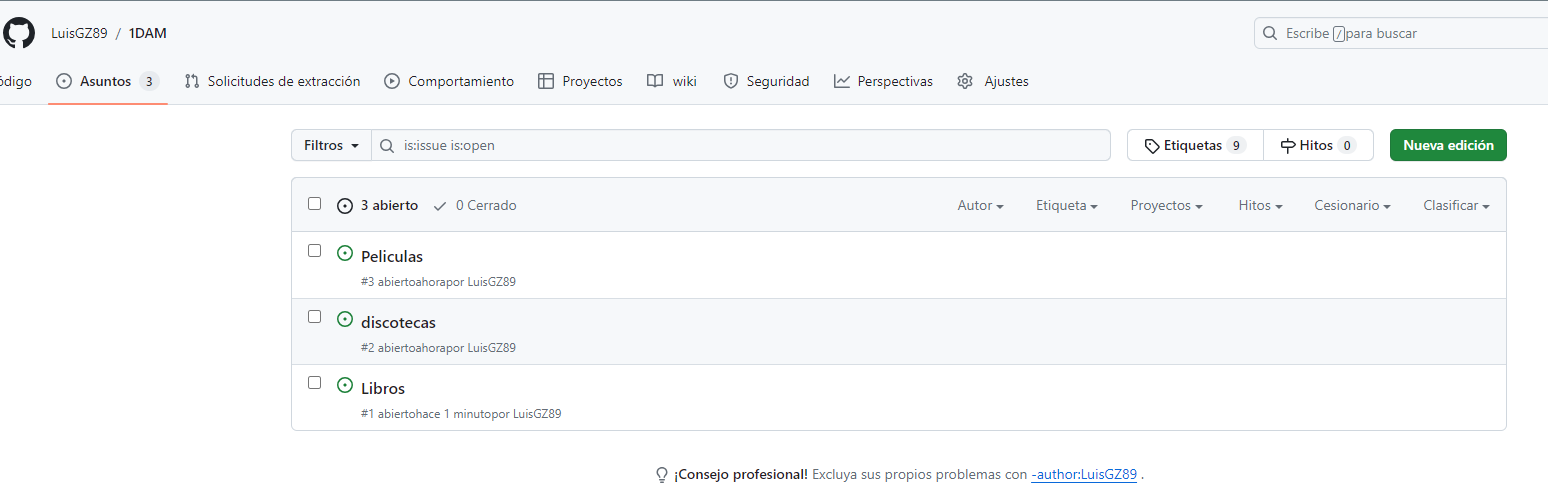 LuisGZ89 / 1DAM
Escribe / para buscar
ódigo Asuntos 3 Solicitudes de extracción Comportamiento Proyectos wiki Seguridad Perspectivas Ajustes
Filtros is:issue is:open Etiquetas 9 Hitos 0 Nueva edición
3 abierto 0 Cerrado Autor Etiqueta Proyectos Hitos Cesionario Clasificar
Peliculas
#3 abiertoahorapor LuisGZ89
discotecas
#2 abiertoahorapor LuisGZ89
Libros
#1 abiertohace 1 minutopor LuisGZ89
¡Consejo profesional! Excluya sus propios problemas con -author:LuisGZ89 .